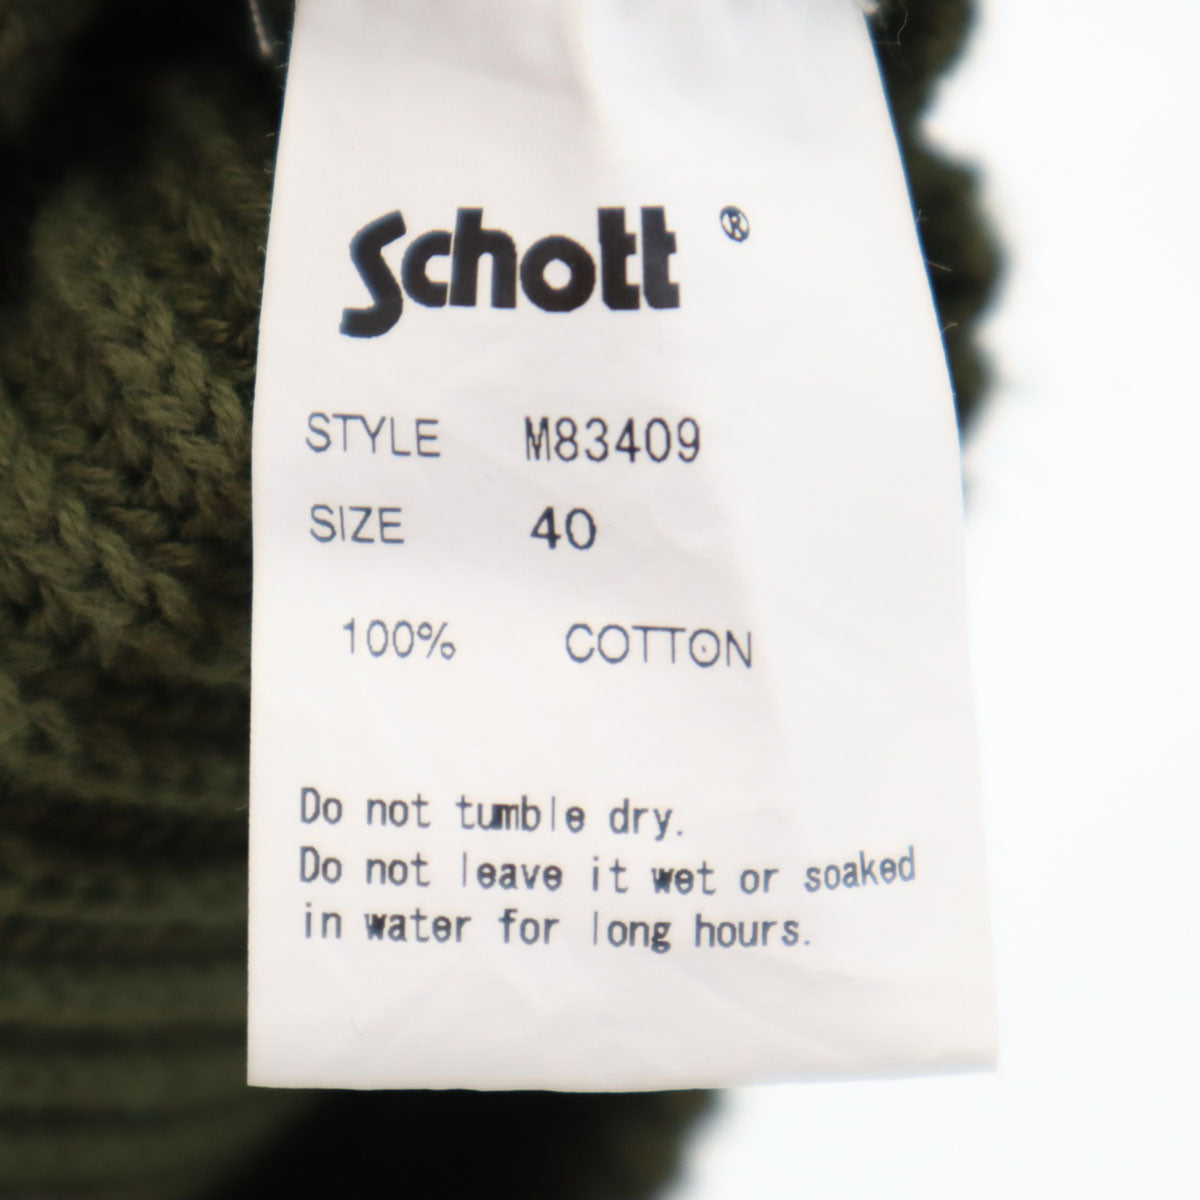 Schott ®
STYLE M83409
SIZE 40
100% COTTON
Do not tumble dry.
Do not leave it wet or soaked
in water for long hours.